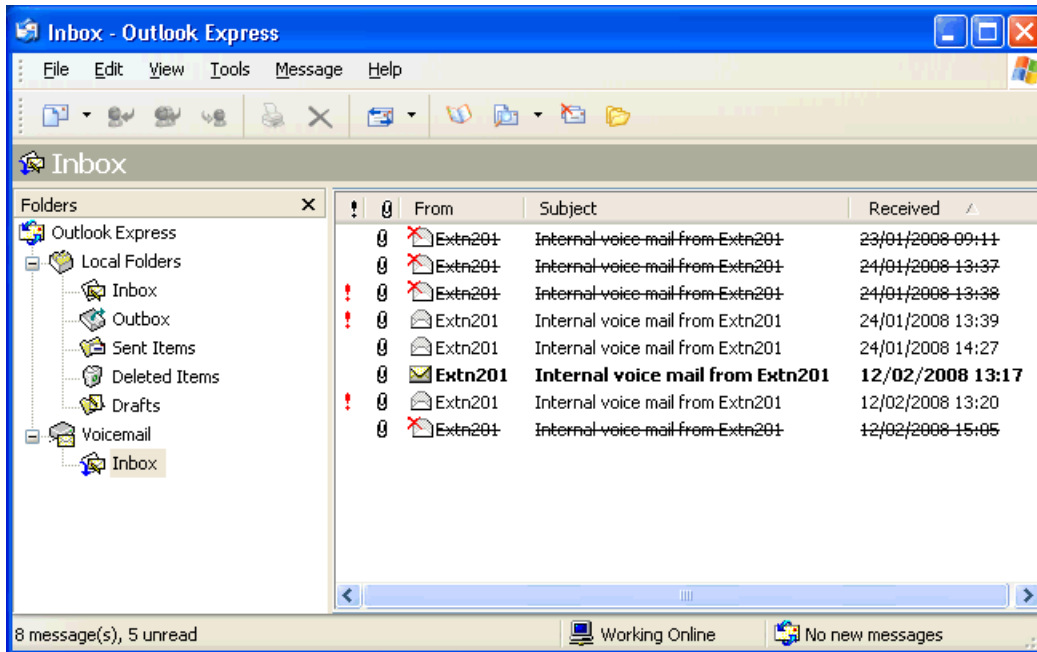 Inbox - Outlook Express
File Edit View Tools Message Help
Inbox
Folders
Outlook Express
Local Folders
Inbox
Outbox
Sent Items
Deleted Items
Drafts
Voicemail
Inbox
! From Subject Received
Extn201 Internal voice mail from Extn201 23/01/2008 09:11
Extn201 Internal voice mail from Extn201 24/01/2008 13:37
! Extn201 Internal voice mail from Extn201 24/01/2008 13:38
! Extn201 Internal voice mail from Extn201 24/01/2008 13:39
Extn201 Internal voice mail from Extn201 24/01/2008 14:27
Extn201 Internal voice mail from Extn201 12/02/2008 13:17
! Extn201 Internal voice mail from Extn201 12/02/2008 13:20
Extn201 Internal voice mail from Extn201 12/02/2008 15:05
8 message(s), 5 unread Working Online No new messages